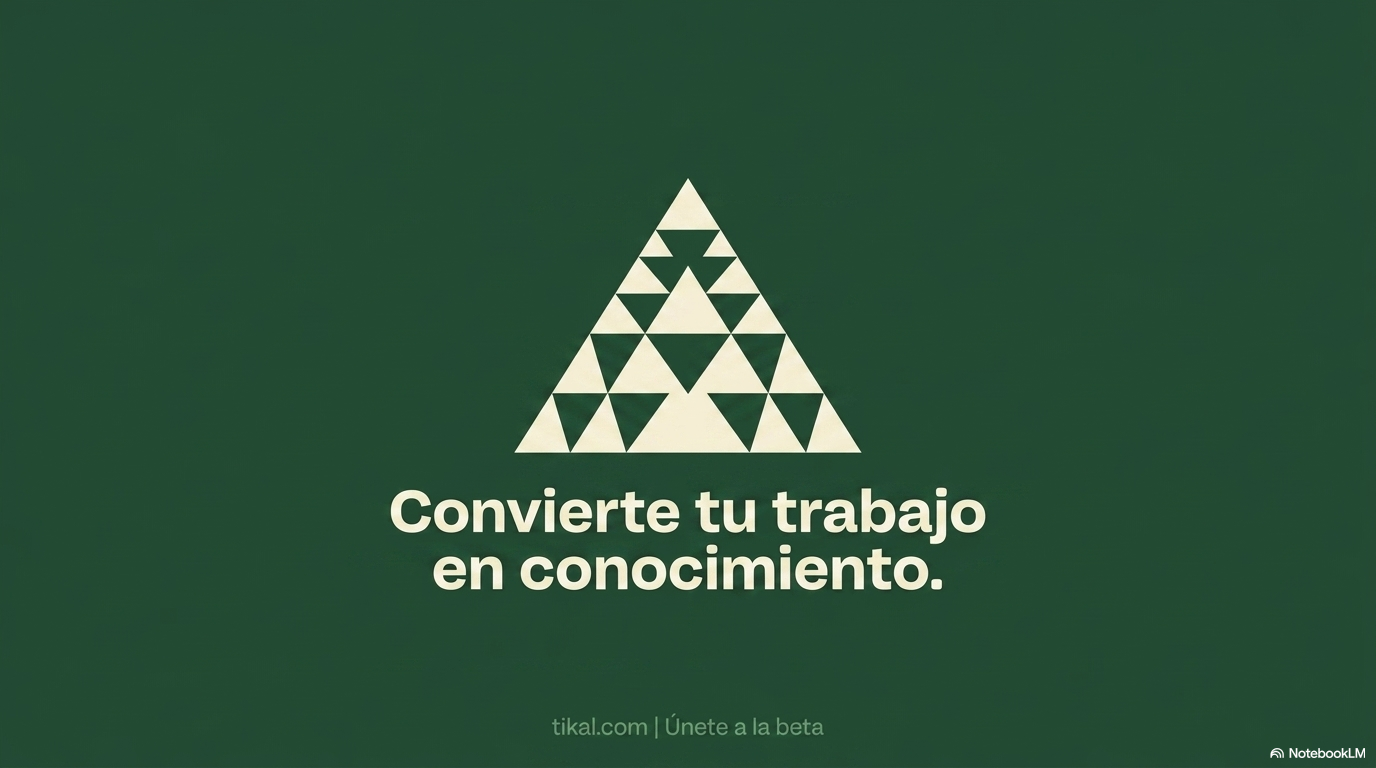 Convierte tu trabajo
en conocimiento.
tikal.com | Únete a la beta
NotebookLM